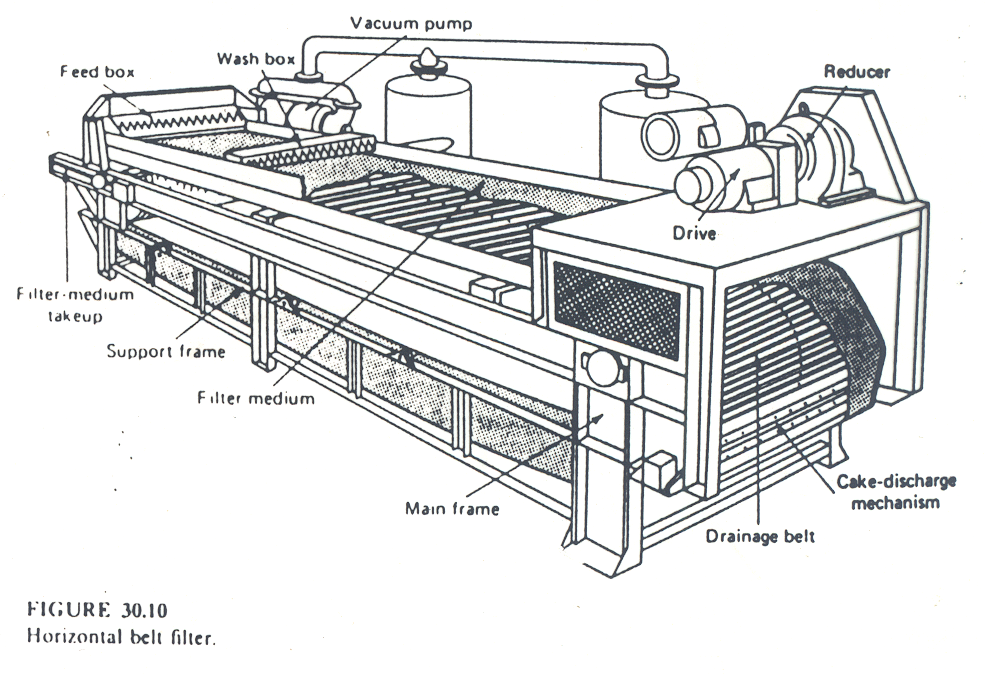 Vacuum pump
Wash box
Feed box
Reducer
Drive
Filter-medium
takeup
Support frame
Filter medium
Main frame
Cake-discharge
mechanism
Drainage belt
FIGURE 30.10
Horizontal belt filter.